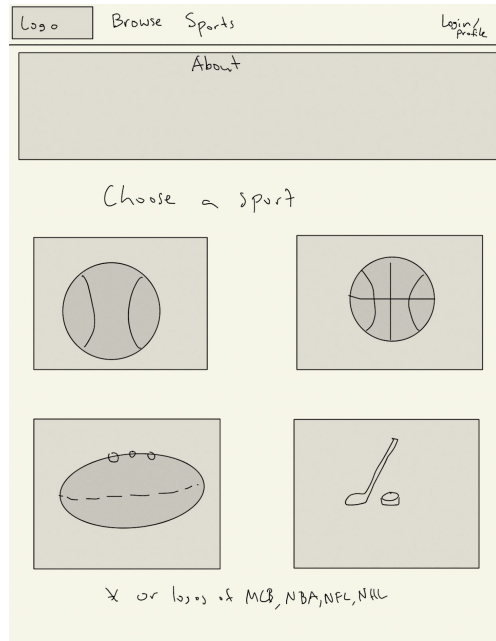 Logo Browse Sports Login/
Profile
About
Choose a sport
* or logos of MLB, NBA, NFL, NHL